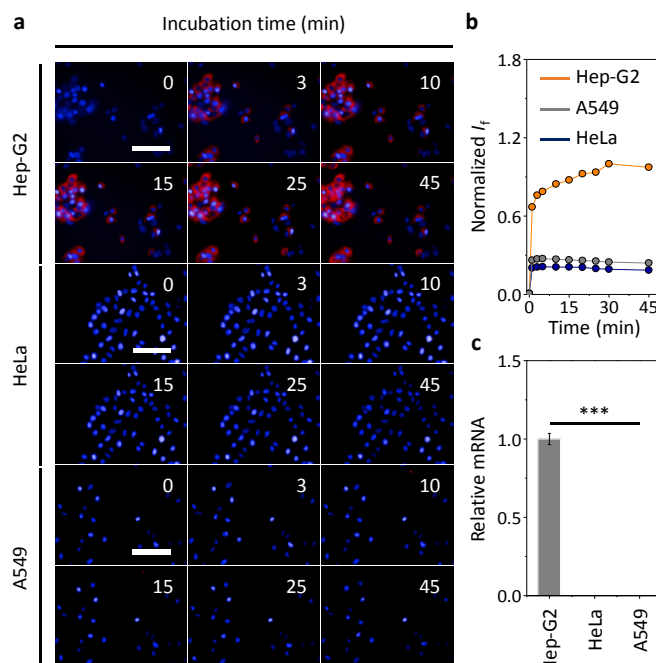 a
Incubation time (min)
Hep-G2
0
3
10
15
25
45
HeLa
0
3
10
15
25
45
A549
0
3
10
15
25
45
b
Normalized If
1.8
1.2
0.6
0.0
Hep-G2
A549
HeLa
0
15
30
45
Time (min)
c
Relative mRNA
1.5
1.0
0.5
0.0
***
Hep-G2
HeLa
A549